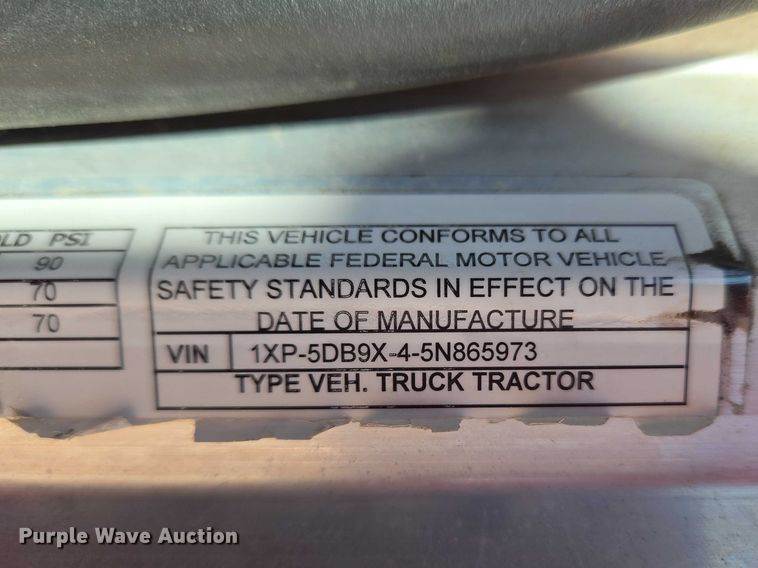 OLD PSI
90
70
70
THIS VEHICLE CONFORMS TO ALL
APPLICABLE FEDERAL MOTOR VEHICLE
SAFETY STANDARDS IN EFFECT ON THE
DATE OF MANUFACTURE
VIN 1XP-5DB9X-4-5N865973
TYPE VEH. TRUCK TRACTOR
Purple Wave Auction